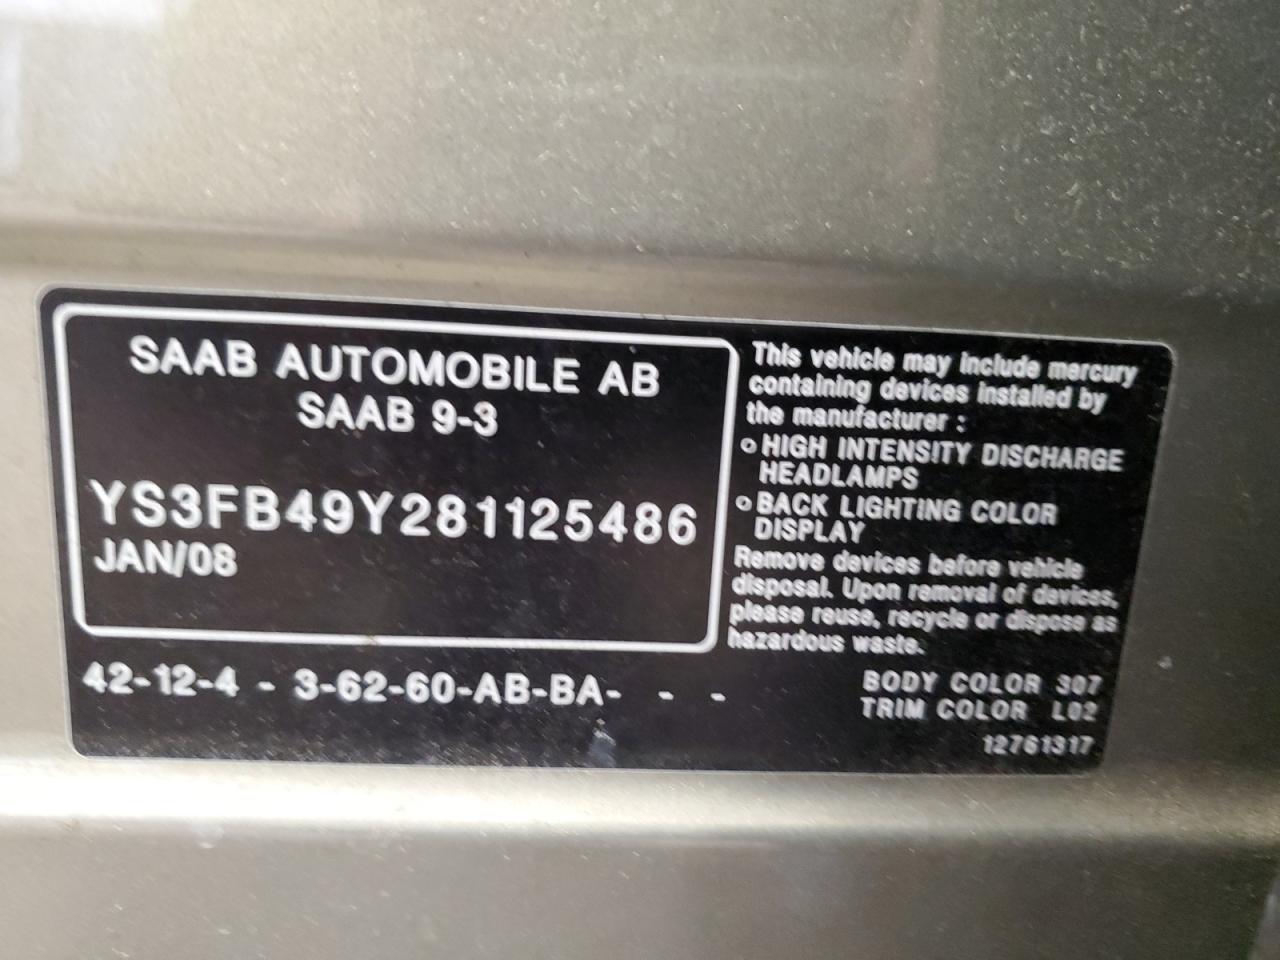 SAAB AUTOMOBILE AB
SAAB 9-3
YS3FB49Y281125486
JAN/08
42-12-4 - 3-62-60-AB-BA- - -
This vehicle may include mercury
containing devices installed by
the manufacturer :
o HIGH INTENSITY DISCHARGE
HEADLAMPS
o BACK LIGHTING COLOR
DISPLAY
Remove devices before vehicle
disposal. Upon removal of devices,
please reuse, recycle or dispose as
hazardous waste.
BODY COLOR 307
TRIM COLOR L02
12761317